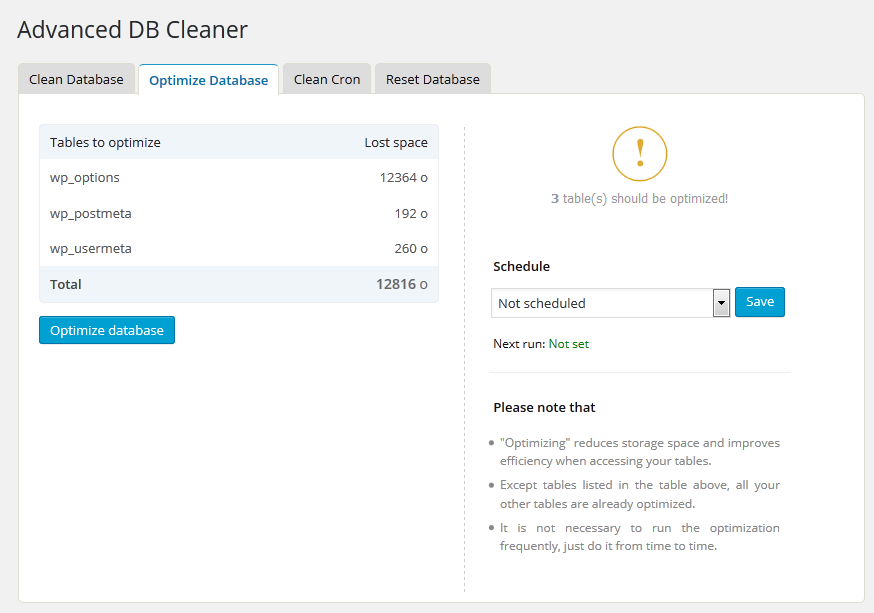 Advanced DB Cleaner
Clean Database
Optimize Database
Clean Cron
Reset Database
Tables to optimize Lost space
wp_options 12364 o
wp_postmeta 192 o
wp_usermeta 260 o
Total 12816 o
Optimize database
!
3 table(s) should be optimized!
Schedule
Not scheduled
Save
Next run: Not set
Please note that
"Optimizing" reduces storage space and improves
efficiency when accessing your tables.
Except tables listed in the table above, all your
other tables are already optimized.
It is not necessary to run the optimization
frequently, just do it from time to time.